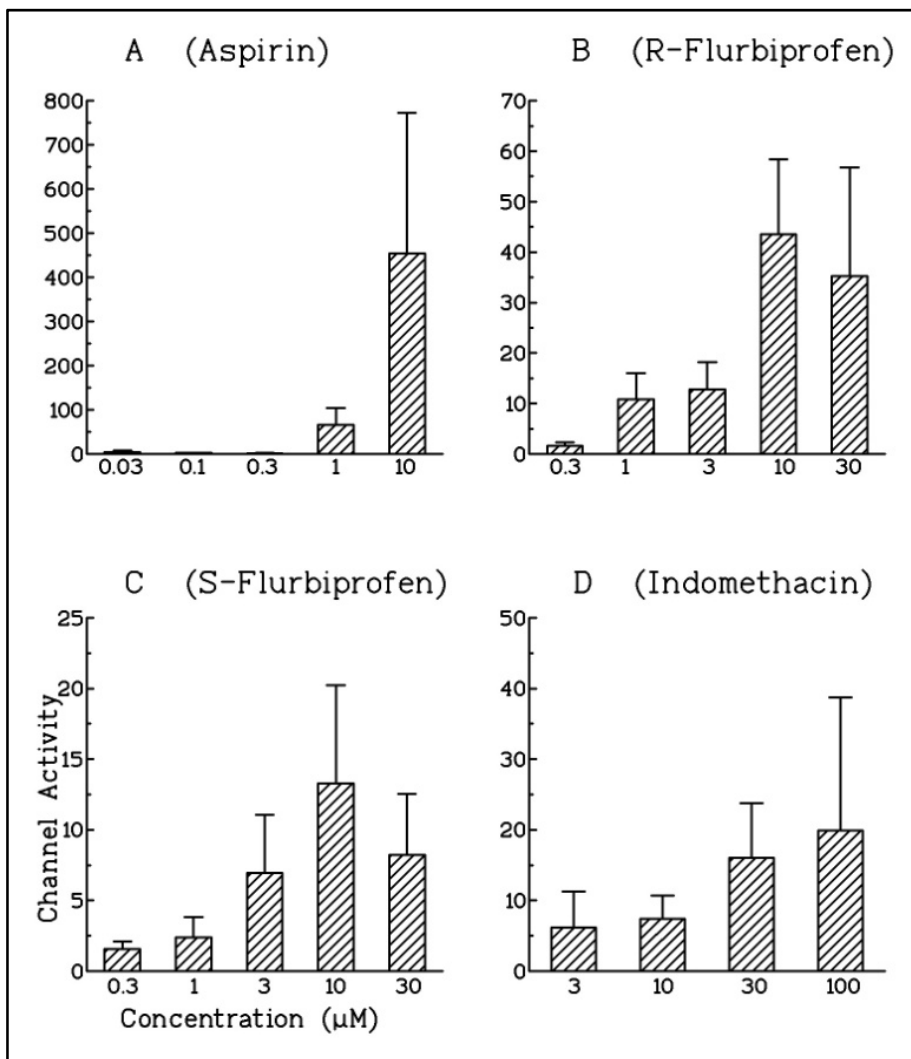 A (Aspirin)
800
700
600
500
400
300
200
100
0
0.03 0.1 0.3 1 10
B (R-Flurbiprofen)
70
60
50
40
30
20
10
0
0.3 1 3 10 30
C (S-Flurbiprofen)
25
20
15
10
5
0
Channel Activity
0.3 1 3 10 30
Concentration (µM)
D (Indomethacin)
50
40
30
20
10
0
3 10 30 100